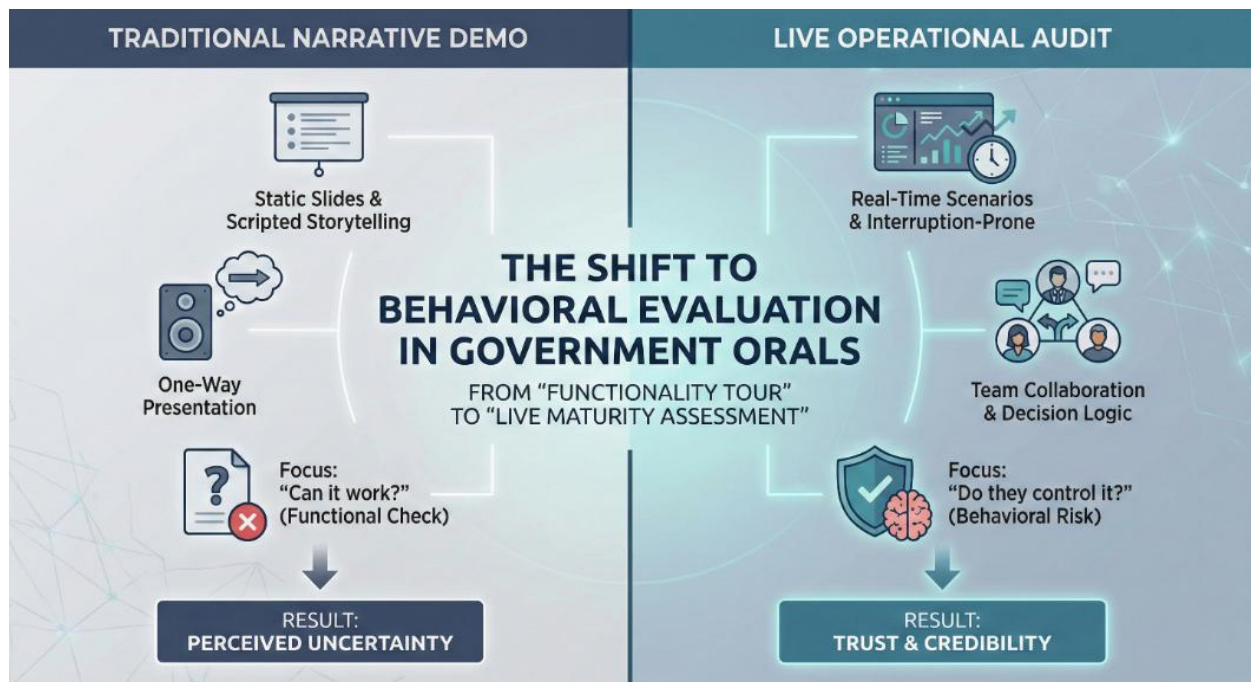 TRADITIONAL NARRATIVE DEMO
Static Slides &
Scripted Storytelling
One-Way
Presentation
Focus:
“Can it work?”
(Functional Check)
RESULT:
PERCEIVED UNCERTAINTY
THE SHIFT TO
BEHAVIORAL EVALUATION
IN GOVERNMENT ORALS
FROM “FUNCTIONALITY TOUR”
TO “LIVE MATURITY ASSESSMENT”
LIVE OPERATIONAL AUDIT
Real-Time Scenarios
& Interruption-Prone
Team Collaboration
& Decision Logic
Focus:
“Do they control it?”
(Behavioral Risk)
RESULT:
TRUST & CREDIBILITY